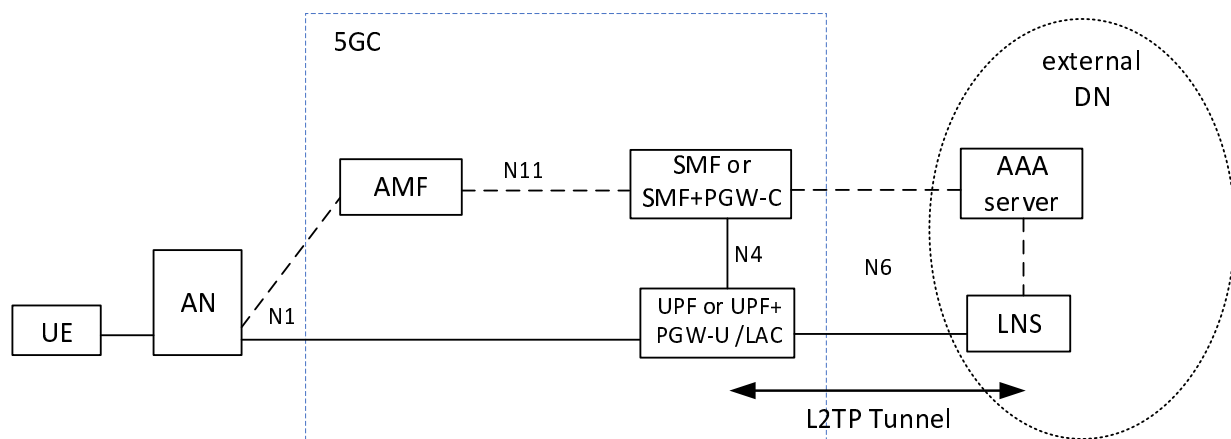 5GC
external
DN
AMF
N11
SMF or
SMF+PGW-C
AAA
server
N4
N6
AN
N1
UE
UPF or UPF+
PGW-U /LAC
LNS
L2TP Tunnel